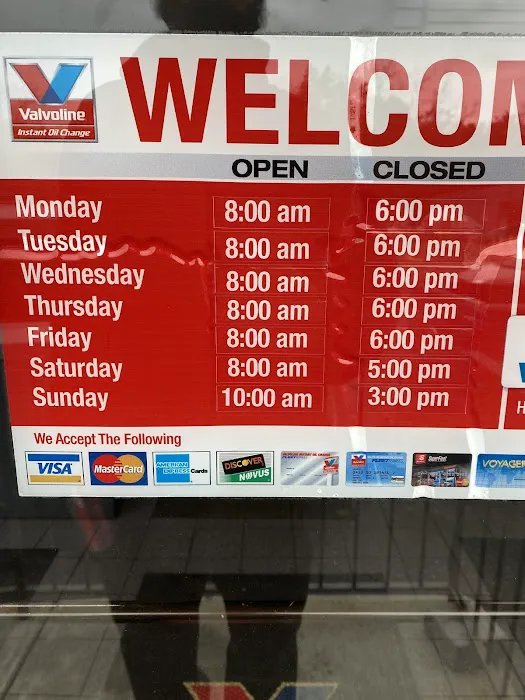 Valvoline
Instant Oil Change
WELCOM
OPEN CLOSED
Monday 8:00 am 6:00 pm
Tuesday 8:00 am 6:00 pm
Wednesday 8:00 am 6:00 pm
Thursday 8:00 am 6:00 pm
Friday 8:00 am 6:00 pm
Saturday 8:00 am 5:00 pm
Sunday 10:00 am 3:00 pm
H
We Accept The Following
VISA
MasterCard
AMERICAN EXPRESS Cards
DISCOVER
NOVUS
VOYAGER